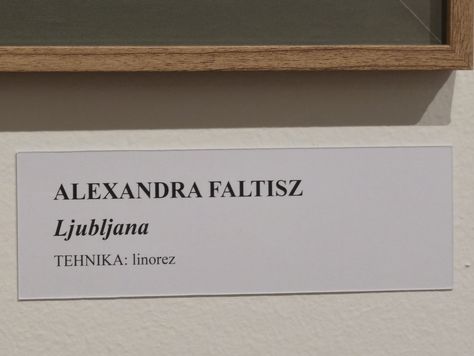 ALEXANDRA FALTISZ
Ljubljana
TEHNIKA: linorez